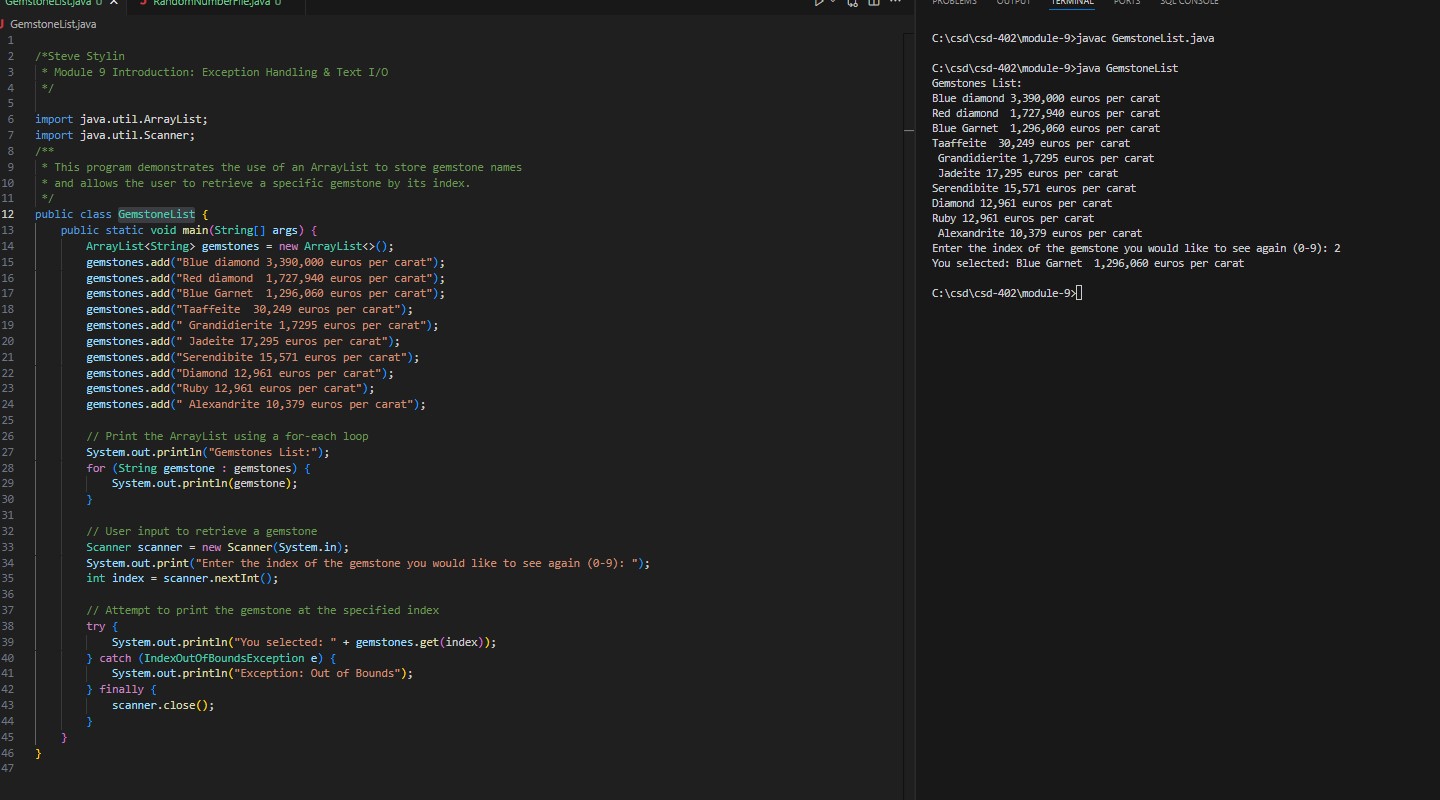 GemstoneList.java U
RandomNumberFile.java U
GemstoneList.java
1
2 /*Steve Stylin
3  * Module 9 Introduction: Exception Handling & Text I/O
4  */
5
6 import java.util.ArrayList;
7 import java.util.Scanner;
8 /**
9  * This program demonstrates the use of an ArrayList to store gemstone names
10  * and allows the user to retrieve a specific gemstone by its index.
11  */
12 public class GemstoneList {
13     public static void main(String[] args) {
14         ArrayList<String> gemstones = new ArrayList<>();
15         gemstones.add("Blue diamond 3,390,000 euros per carat");
16         gemstones.add("Red diamond  1,727,940 euros per carat");
17         gemstones.add("Blue Garnet  1,296,060 euros per carat");
18         gemstones.add("Taaffeite  30,249 euros per carat");
19         gemstones.add(" Grandidierite 1,7295 euros per carat");
20         gemstones.add(" Jadeite 17,295 euros per carat");
21         gemstones.add("Serendibite 15,571 euros per carat");
22         gemstones.add("Diamond 12,961 euros per carat");
23         gemstones.add("Ruby 12,961 euros per carat");
24         gemstones.add(" Alexandrite 10,379 euros per carat");
25
26         // Print the ArrayList using a for-each loop
27         System.out.println("Gemstones List:");
28         for (String gemstone : gemstones) {
29             System.out.println(gemstone);
30         }
31
32         // User input to retrieve a gemstone
33         Scanner scanner = new Scanner(System.in);
34         System.out.print("Enter the index of the gemstone you would like to see again (0-9): ");
35         int index = scanner.nextInt();
36
37         // Attempt to print the gemstone at the specified index
38         try {
39             System.out.println("You selected: " + gemstones.get(index));
40         } catch (IndexOutOfBoundsException e) {
41             System.out.println("Exception: Out of Bounds");
42         } finally {
43             scanner.close();
44         }
45     }
46 }
47
PROBLEMS OUTPUT TERMINAL PORTS SQL CONSOLE
C:\csd\csd-402\module-9>javac GemstoneList.java
C:\csd\csd-402\module-9>java GemstoneList
Gemstones List:
Blue diamond 3,390,000 euros per carat
Red diamond  1,727,940 euros per carat
Blue Garnet  1,296,060 euros per carat
Taaffeite  30,249 euros per carat
 Grandidierite 1,7295 euros per carat
 Jadeite 17,295 euros per carat
Serendibite 15,571 euros per carat
Diamond 12,961 euros per carat
Ruby 12,961 euros per carat
 Alexandrite 10,379 euros per carat
Enter the index of the gemstone you would like to see again (0-9): 2
You selected: Blue Garnet  1,296,060 euros per carat
C:\csd\csd-402\module-9>